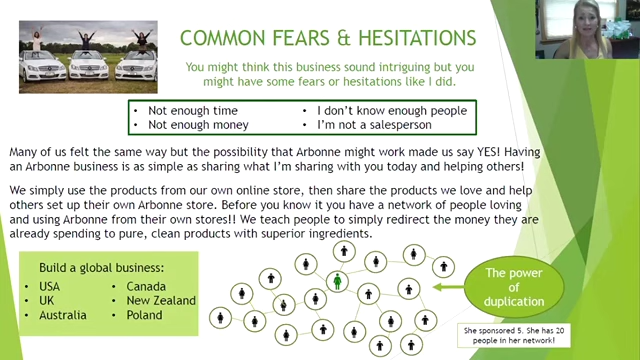 COMMON FEARS & HESITATIONS
You might think this business sound intriguing but you
might have some fears or hesitations like I did.
• Not enough time
• Not enough money
• I don't know enough people
• I'm not a salesperson
Many of us felt the same way but the possibility that Arbonne might work made us say YES! Having
an Arbonne business is as simple as sharing what I'm sharing with you today and helping others!
We simply use the products from our own online store, then share the products we love and help
others set up their own Arbonne store. Before you know it you have a network of people loving
and using Arbonne from their own stores!! We teach people to simply redirect the money they are
already spending to pure, clean products with superior ingredients.
Build a global business:
• USA
• UK
• Australia
• Canada
• New Zealand
• Poland
The power
of
duplication
She sponsored 5. She has 20
people in her network!